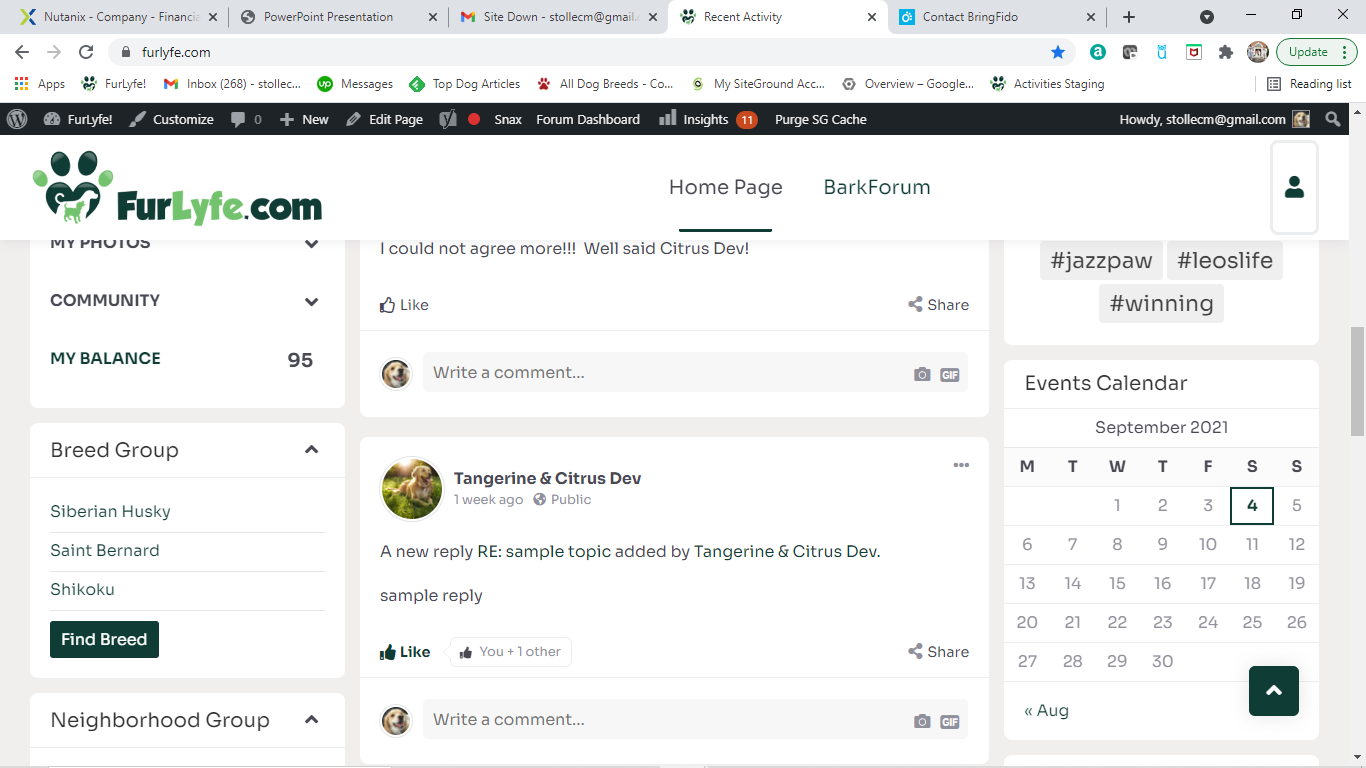 Nutanix - Company - Financia
PowerPoint Presentation
Site Down - stollecm@gmail.c
Recent Activity
Contact BringFido
furlyfe.com
Update
Apps
FurLyfe!
Inbox (268) - stollec...
up
Messages
Top Dog Articles
All Dog Breeds - Co...
My SiteGround Acc...
Overview – Google...
Activities Staging
Reading list
FurLyfe!
Customize
0
New
Edit Page
Snax
Forum Dashboard
Insights 11
Purge SG Cache
Howdy, stollecm@gmail.com
FurLyfe.com
Home Page
BarkForum
MY PHOTOS
COMMUNITY
MY BALANCE 95
Breed Group
Siberian Husky
Saint Bernard
Shikoku
Find Breed
Neighborhood Group
I could not agree more!!! Well said Citrus Dev!
Like
Share
Write a comment...
GIF
Tangerine & Citrus Dev
1 week ago Public
A new reply RE: sample topic added by Tangerine & Citrus Dev.
sample reply
Like
You + 1 other
Share
Write a comment...
GIF
#jazzpaw #leoslife
#winning
Events Calendar
September 2021
M T W T F S S
1 2 3 4 5
6 7 8 9 10 11 12
13 14 15 16 17 18 19
20 21 22 23 24 25 26
27 28 29 30
« Aug